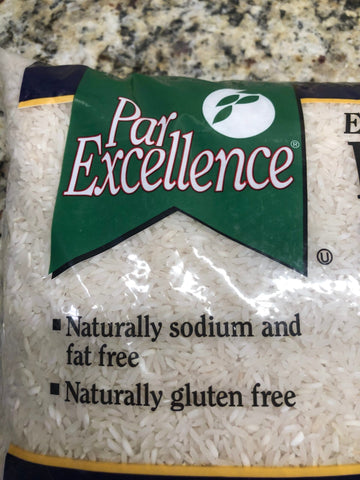 Par
Excellence®
E
Ⓤ
▪ Naturally sodium and
fat free
▪ Naturally gluten free